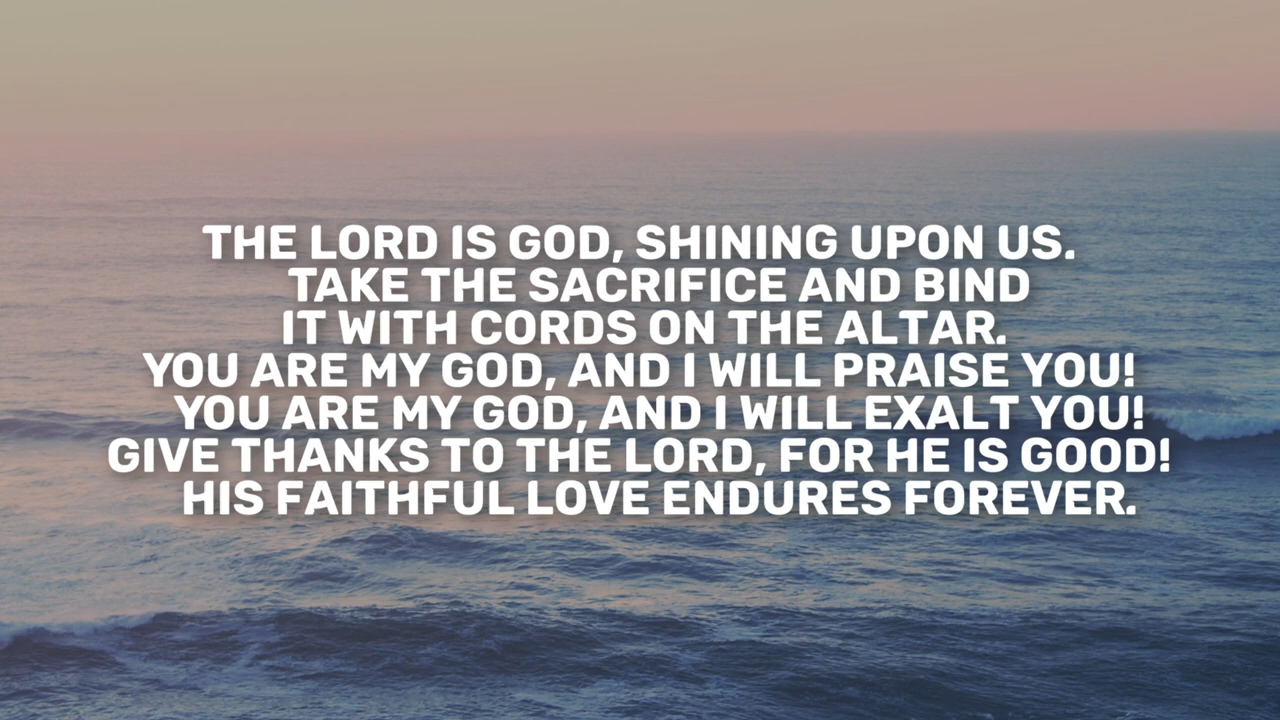 THE LORD IS GOD, SHINING UPON US.
TAKE THE SACRIFICE AND BIND
IT WITH CORDS ON THE ALTAR.
YOU ARE MY GOD, AND I WILL PRAISE YOU!
YOU ARE MY GOD, AND I WILL EXALT YOU!
GIVE THANKS TO THE LORD, FOR HE IS GOOD!
HIS FAITHFUL LOVE ENDURES FOREVER.